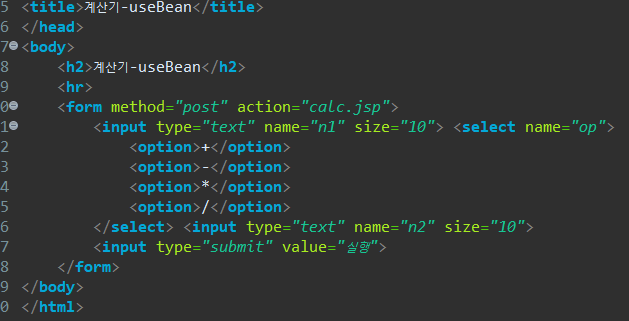 5 <title>계산기-useBean</title>
6 </head>
7 <body>
8 <h2>계산기-useBean</h2>
9 <hr>
0 <form method="post" action="calc.jsp">
1 <input type="text" name="n1" size="10"> <select name="op">
2 <option>+</option>
3 <option>-</option>
4 <option>*</option>
5 <option>/</option>
6 </select> <input type="text" name="n2" size="10">
7 <input type="submit" value="실행">
8 </form>
9 </body>
0 </html>